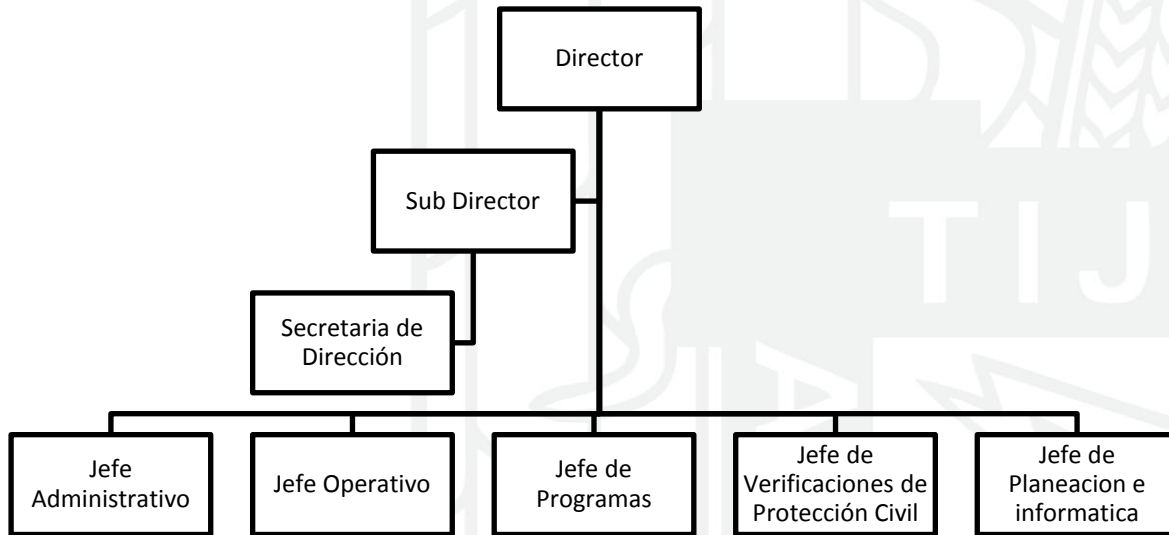 Director
Sub Director
Secretaria de
Dirección
Jefe
Administrativo
Jefe Operativo
Jefe de
Programas
Jefe de
Verificaciones de
Protección Civil
Jefe de
Planeacion e
informatica
TIJ
A